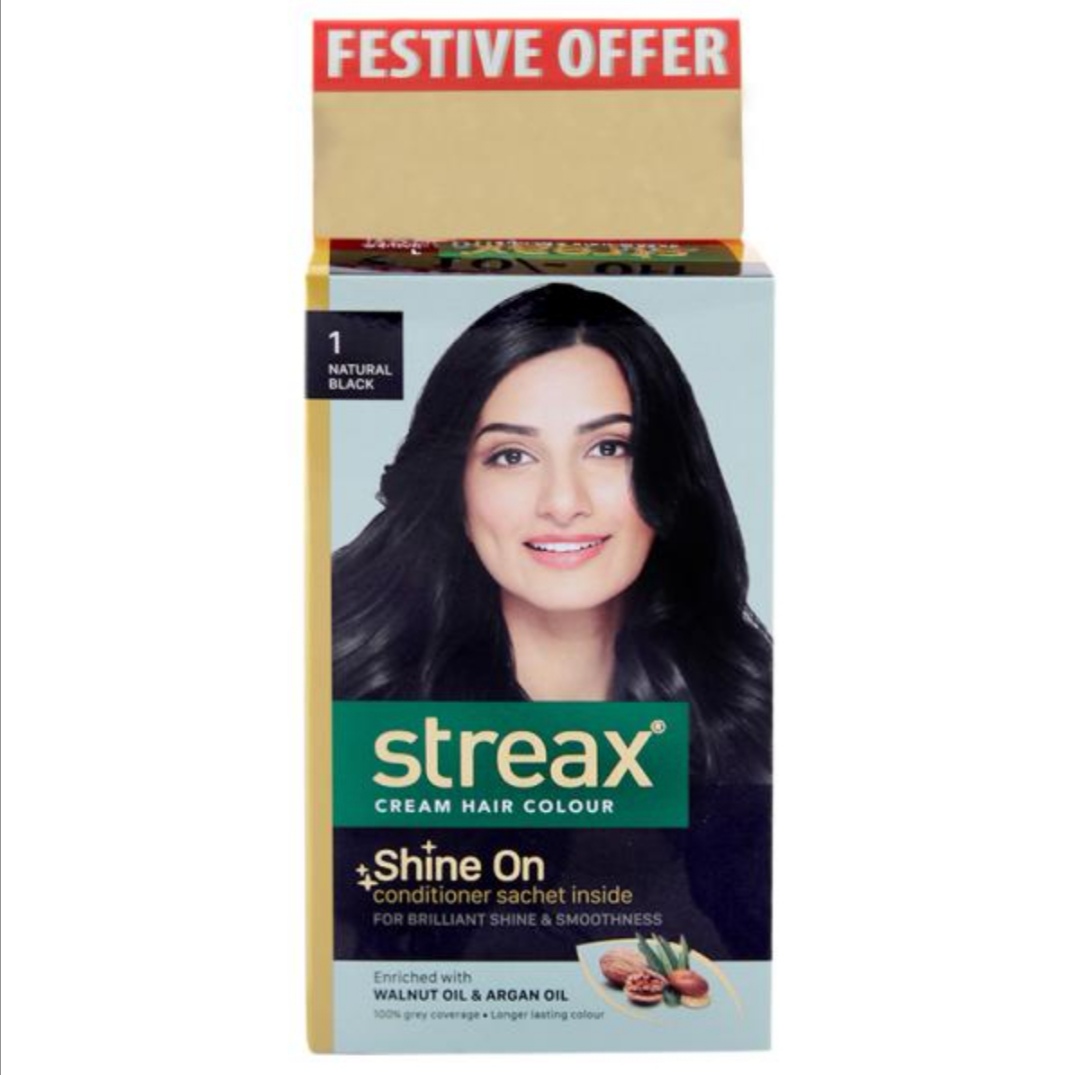 FESTIVE OFFER
1
NATURAL
BLACK
streax®
CREAM HAIR COLOUR
Shine On
conditioner sachet inside
FOR BRILLIANT SHINE & SMOOTHNESS
Enriched with
WALNUT OIL & ARGAN OIL
100% grey coverage • Longer lasting colour